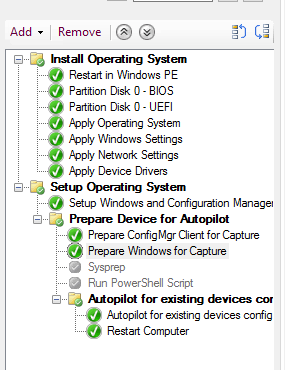 Add Remove
Install Operating System
Restart in Windows PE
Partition Disk 0 - BIOS
Partition Disk 0 - UEFI
Apply Operating System
Apply Windows Settings
Apply Network Settings
Apply Device Drivers
Setup Operating System
Setup Windows and Configuration Manager
Prepare Device for Autopilot
Prepare ConfigMgr Client for Capture
Prepare Windows for Capture
Sysprep
Run PowerShell Script
Autopilot for existing devices con
Autopilot for existing devices config
Restart Computer